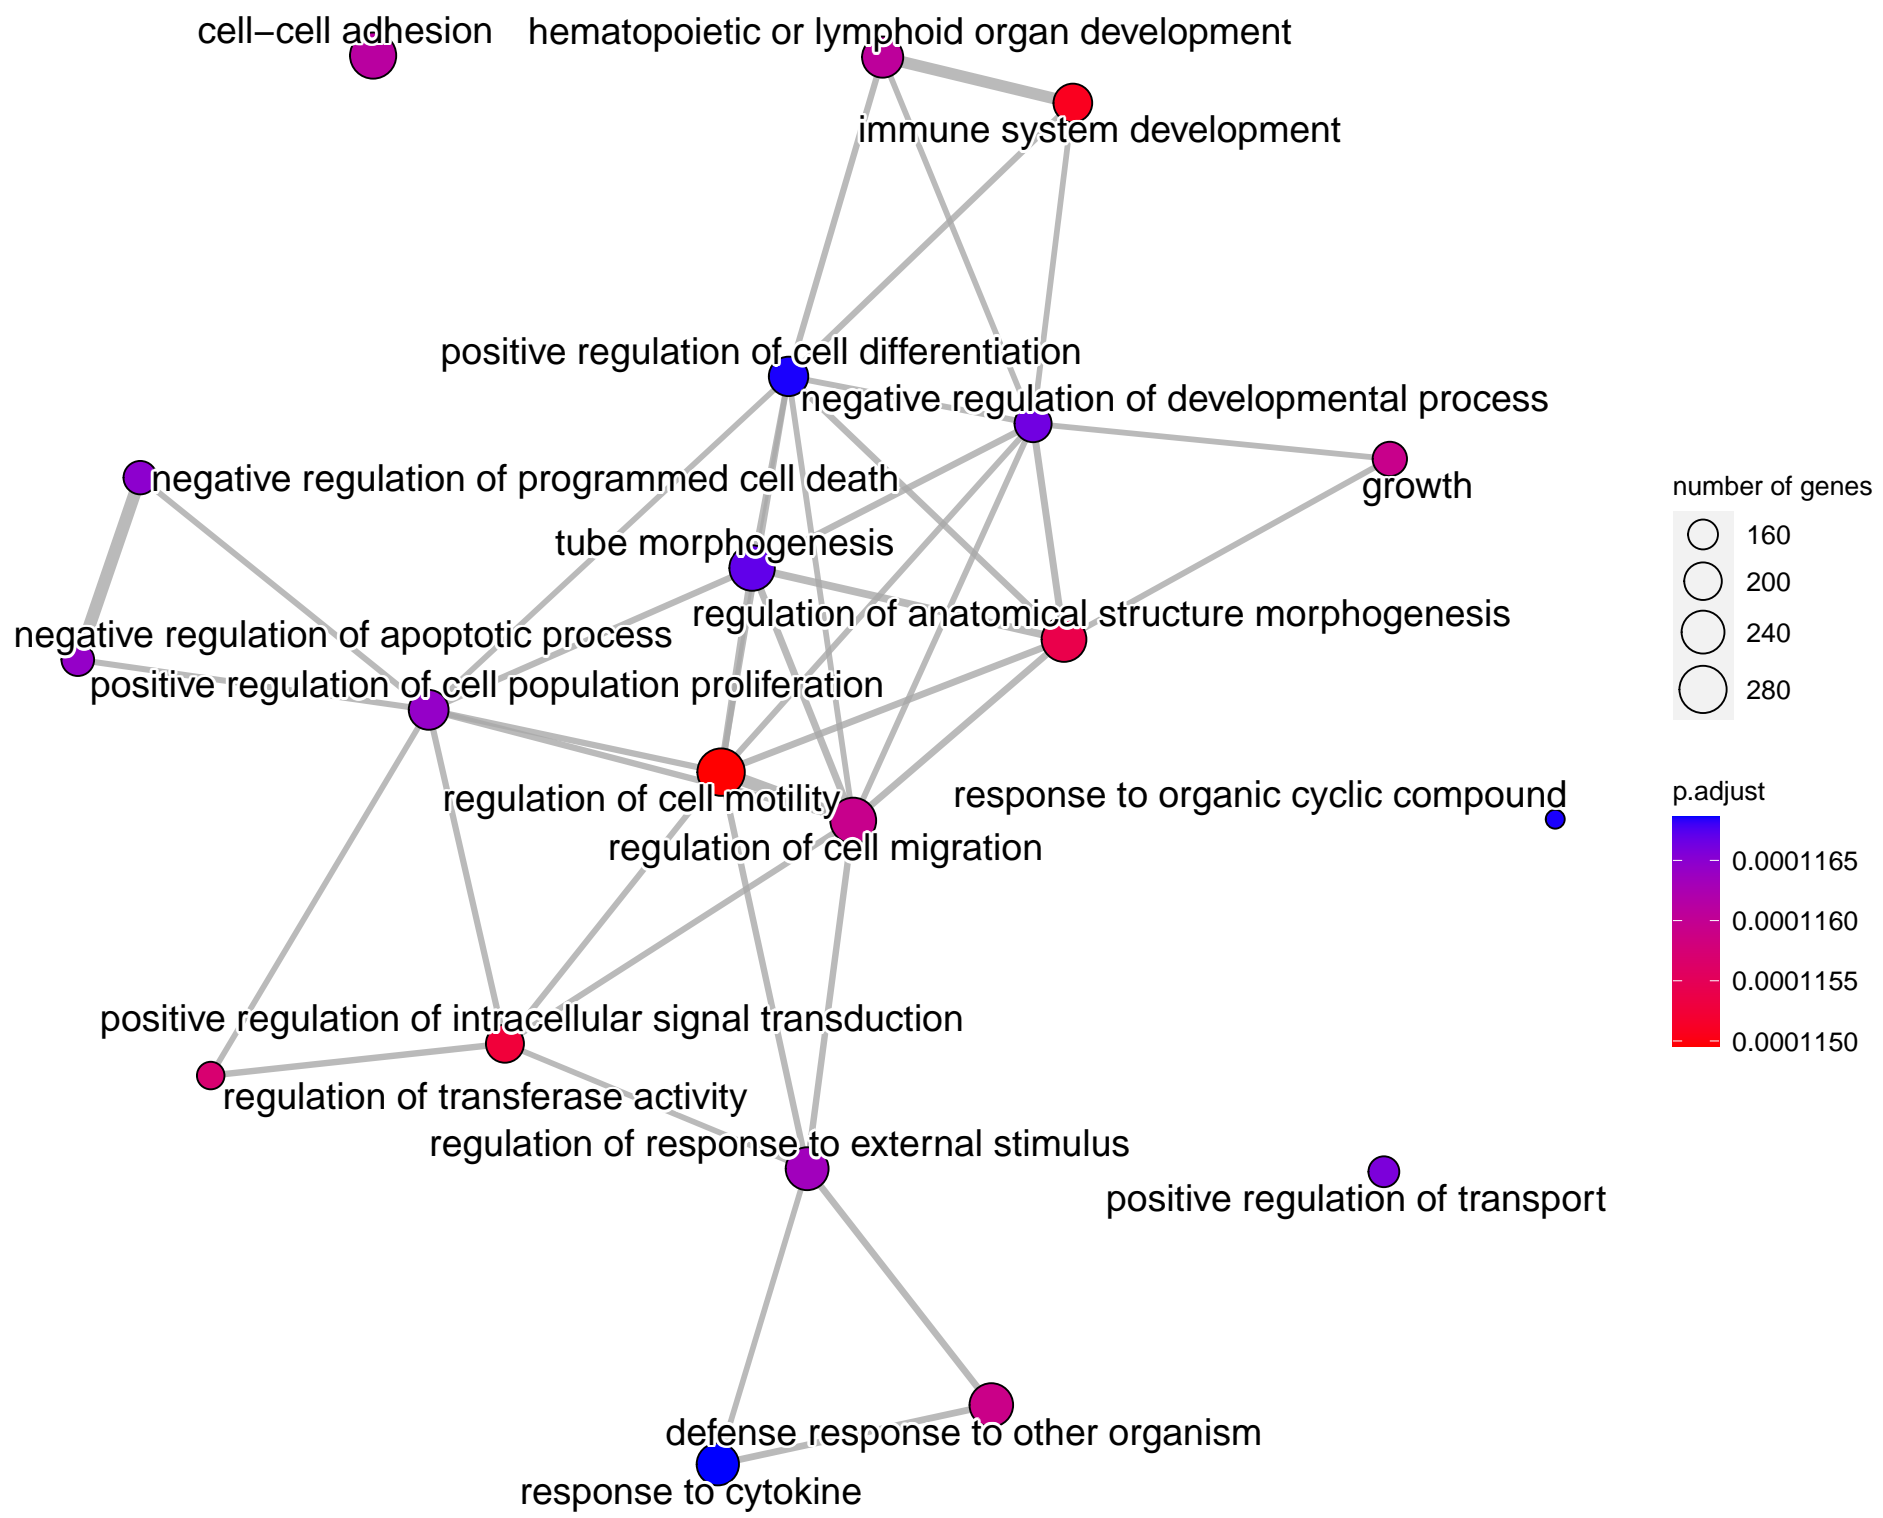 cell–cell adhesion
hematopoietic or lymphoid organ development
immune system development
positive regulation of cell differentiation
negative regulation of developmental process
growth
negative regulation of programmed cell death
tube morphogenesis
regulation of anatomical structure morphogenesis
negative regulation of apoptotic process
positive regulation of cell population proliferation
regulation of cell motility
response to organic cyclic compound
regulation of cell migration
positive regulation of intracellular signal transduction
regulation of transferase activity
regulation of response to external stimulus
positive regulation of transport
defense response to other organism
response to cytokine
number of genes
160
200
240
280
p.adjust
0.0001165
0.0001160
0.0001155
0.0001150